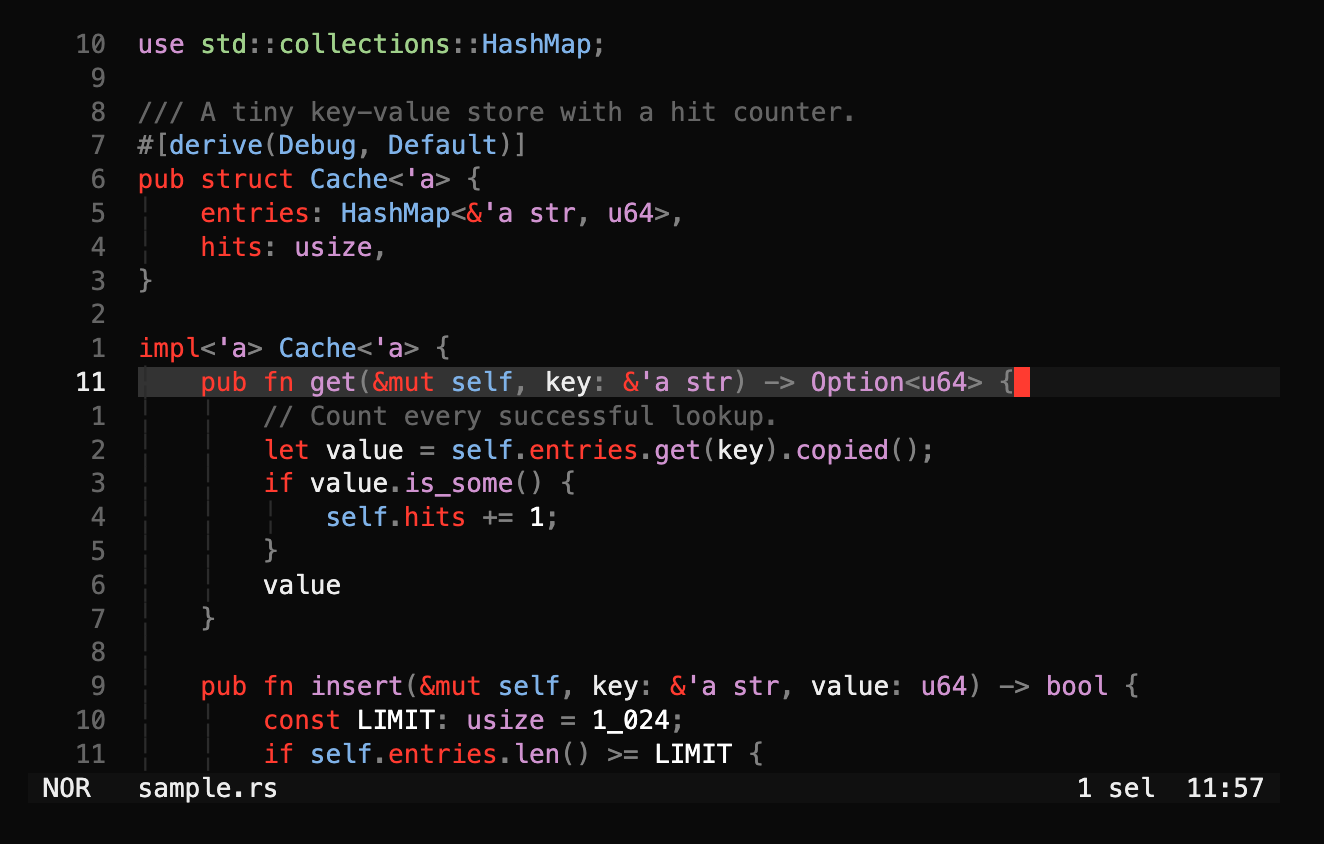 10 use std::collections::HashMap;
9
8 /// A tiny key-value store with a hit counter.
7 #[derive(Debug, Default)]
6 pub struct Cache<'a> {
5     entries: HashMap<&'a str, u64>,
4     hits: usize,
3 }
2
1 impl<'a> Cache<'a> {
11     pub fn get(&mut self, key: &'a str) -> Option<u64> {
1         // Count every successful lookup.
2         let value = self.entries.get(key).copied();
3         if value.is_some() {
4             self.hits += 1;
5         }
6         value
7     }
8
9     pub fn insert(&mut self, key: &'a str, value: u64) -> bool {
10         const LIMIT: usize = 1_024;
11         if self.entries.len() >= LIMIT {
NOR sample.rs 1 sel 11:57